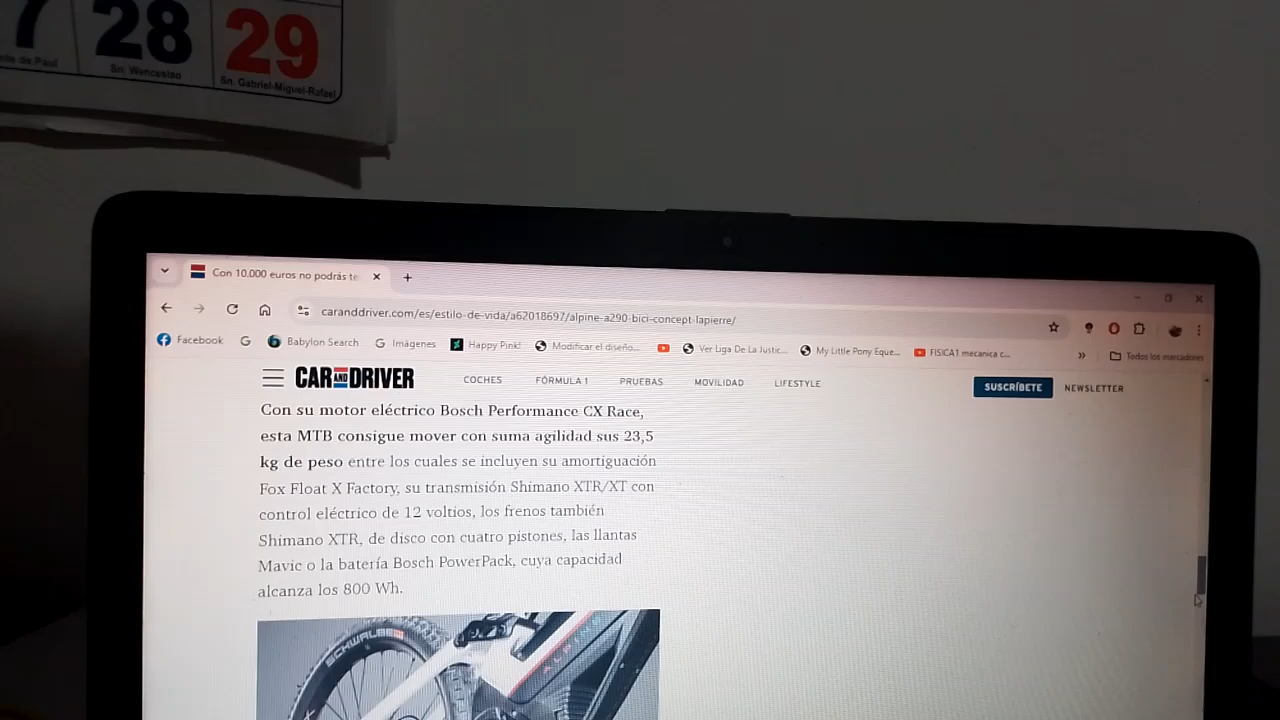 7 28 29
Sn. Wenceslso
Sn. Gabriel-Miguel-Rafael
Con 10.000 euros no podrás te
caranddriver.com/es/estilo-de-vida/a62018697/alpine-a290-bici-concept-lapierre/
Facebook Babylon Search Imágenes Happy Pink! Modificar el diseño... Ver Liga De La Justic... My Little Pony Eque... FISICA1 mecanica c... » Todos los marcadores
CAR AND DRIVER COCHES FÓRMULA 1 PRUEBAS MOVILIDAD LIFESTYLE SUSCRÍBETE NEWSLETTER
Con su motor eléctrico Bosch Performance CX Race,
esta MTB consigue mover con suma agilidad sus 23,5
kg de peso entre los cuales se incluyen su amortiguación
Fox Float X Factory, su transmisión Shimano XTR/XT con
control eléctrico de 12 voltios, los frenos también
Shimano XTR, de disco con cuatro pistones, las llantas
Mavic o la batería Bosch PowerPack, cuya capacidad
alcanza los 800 Wh.
SCHWALBE
ALPINE